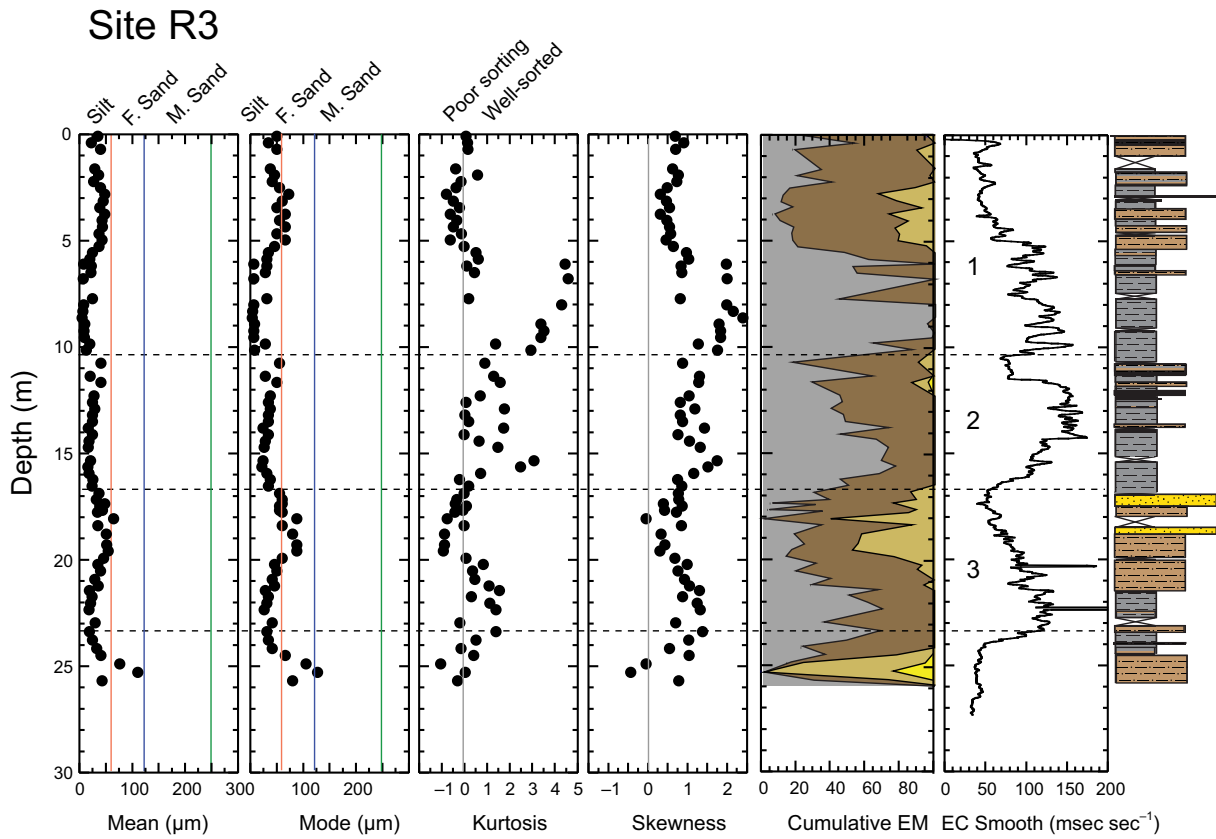 Site R3
Silt F. Sand M. Sand
Silt F. Sand M. Sand
Poor sorting Well-sorted
0
5
10
15
20
25
30
Depth (m)
1
2
3
0 100 200 300
0 100 200
−1 0 1 2 3 4 5
−1 0 1 2
0 20 40 60 80
0 50 100 150 200
Mean (μm)
Mode (μm)
Kurtosis
Skewness
Cumulative EM
EC Smooth (msec sec⁻¹)